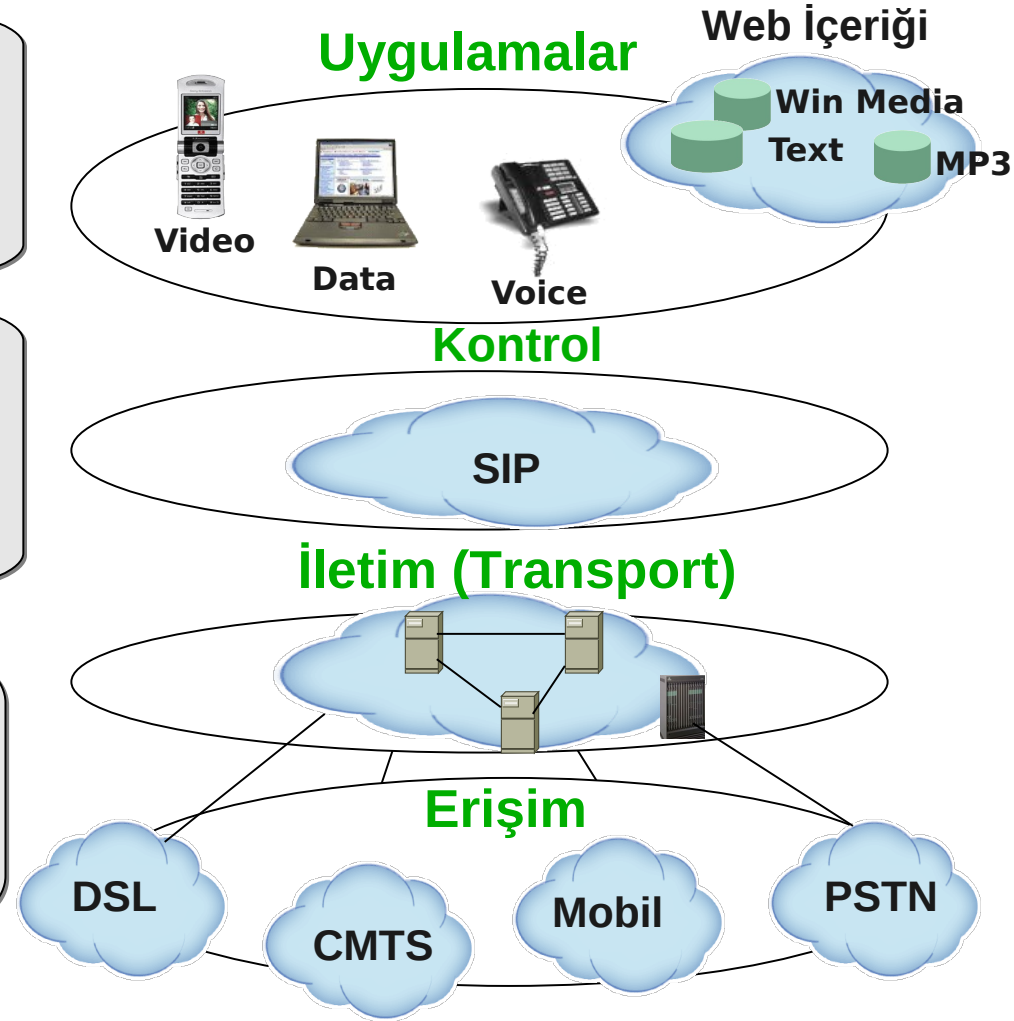 Web İçeriği
Uygulamalar
Win Media
Text
MP3
Video
Data
Voice
Kontrol
SIP
İletim (Transport)
Erişim
DSL
CMTS
Mobil
PSTN